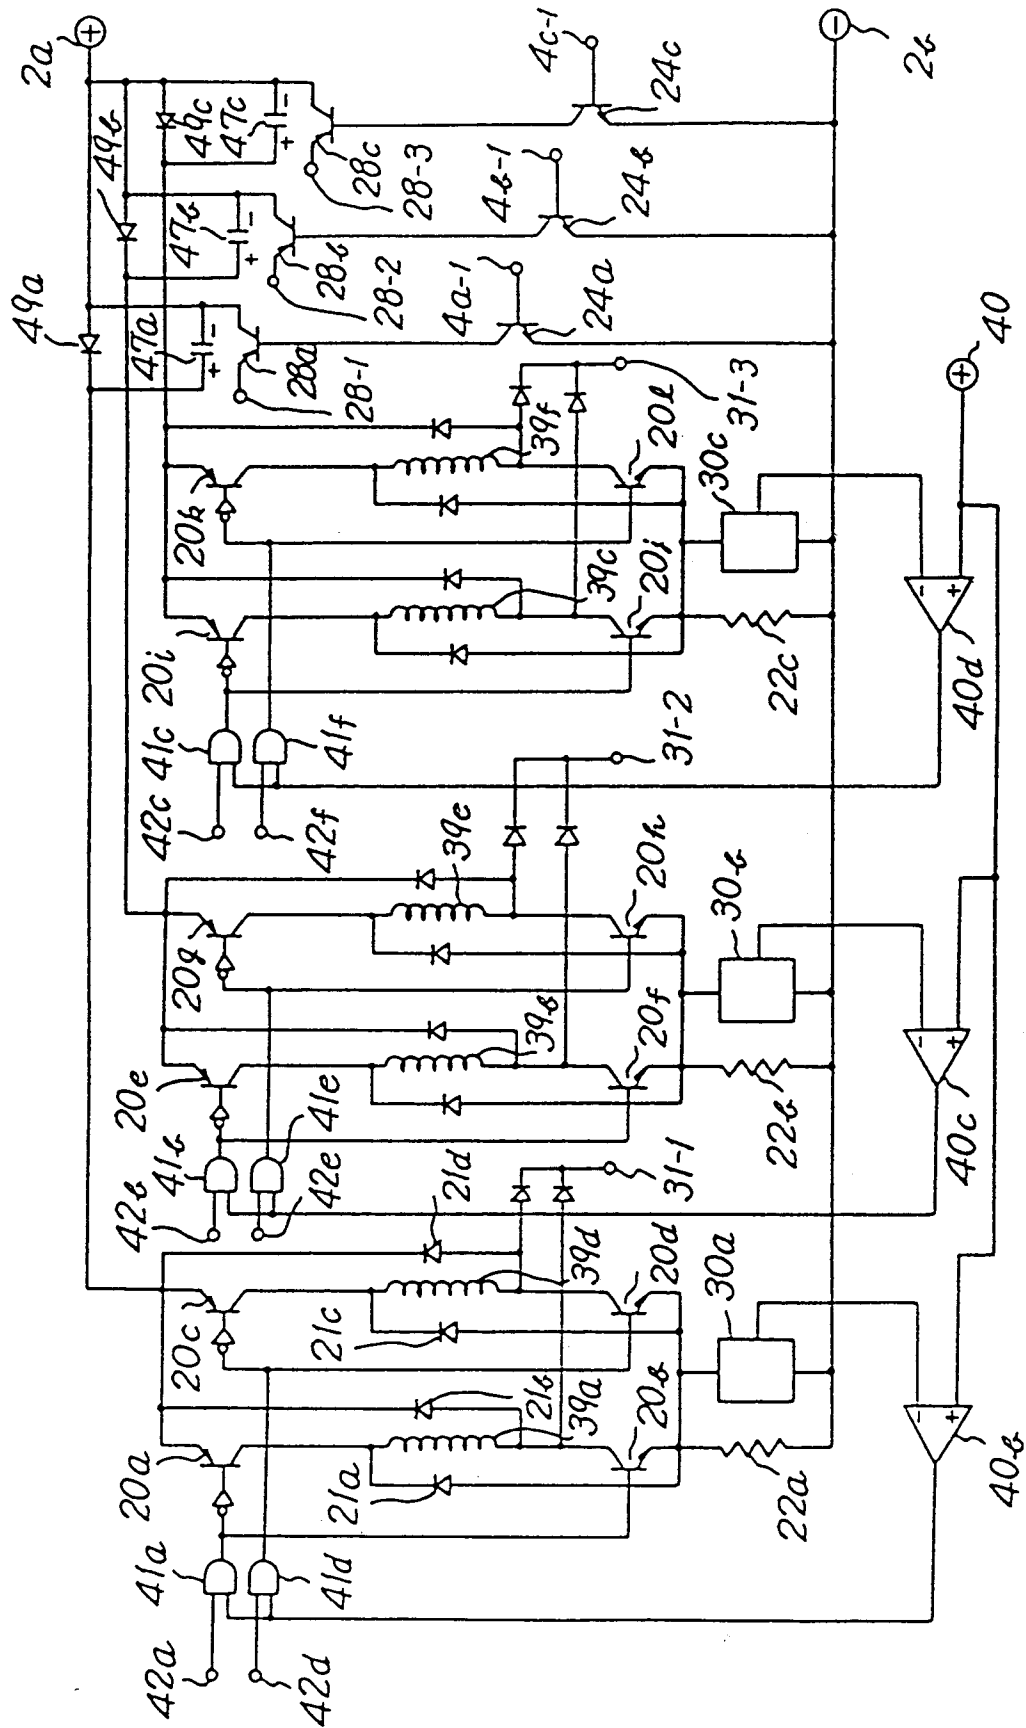 2a
49a
49b
42a
41a
20a
20c
42b
41b
20e
20g
42c
41c
20i
20k
47a
47b
49c
47c
+ −
+ −
+ −
42d
41d
42e
41e
42f
41f
28a
28-1
28b
28-2
28c
28-3
21a
21c
21b
21d
39a
39d
39b
39e
39c
39f
4a-1
4b-1
4c-1
20b
20d
31-1
20f
20h
31-2
20j
20l
31-3
24a
24b
24c
22a
30a
22b
30b
22c
30c
2b
− +
40b
− +
40c
− +
40d
40